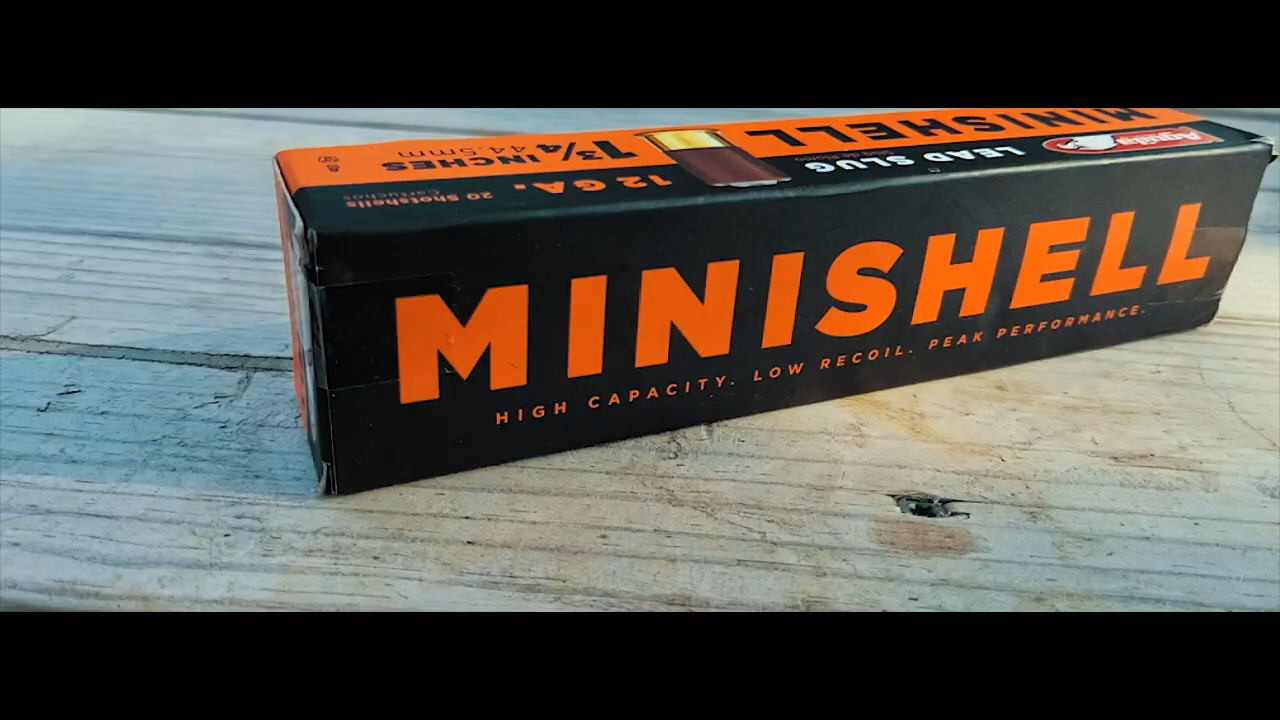 MINISHELL
HIGH CAPACITY. LOW RECOIL. PEAK PERFORMANCE.
Aguila
MINISHELL
LEAD SLUG
12 GA.
1 3/4 INCHES
44.5mm
20 Shotshells
Cartuchos